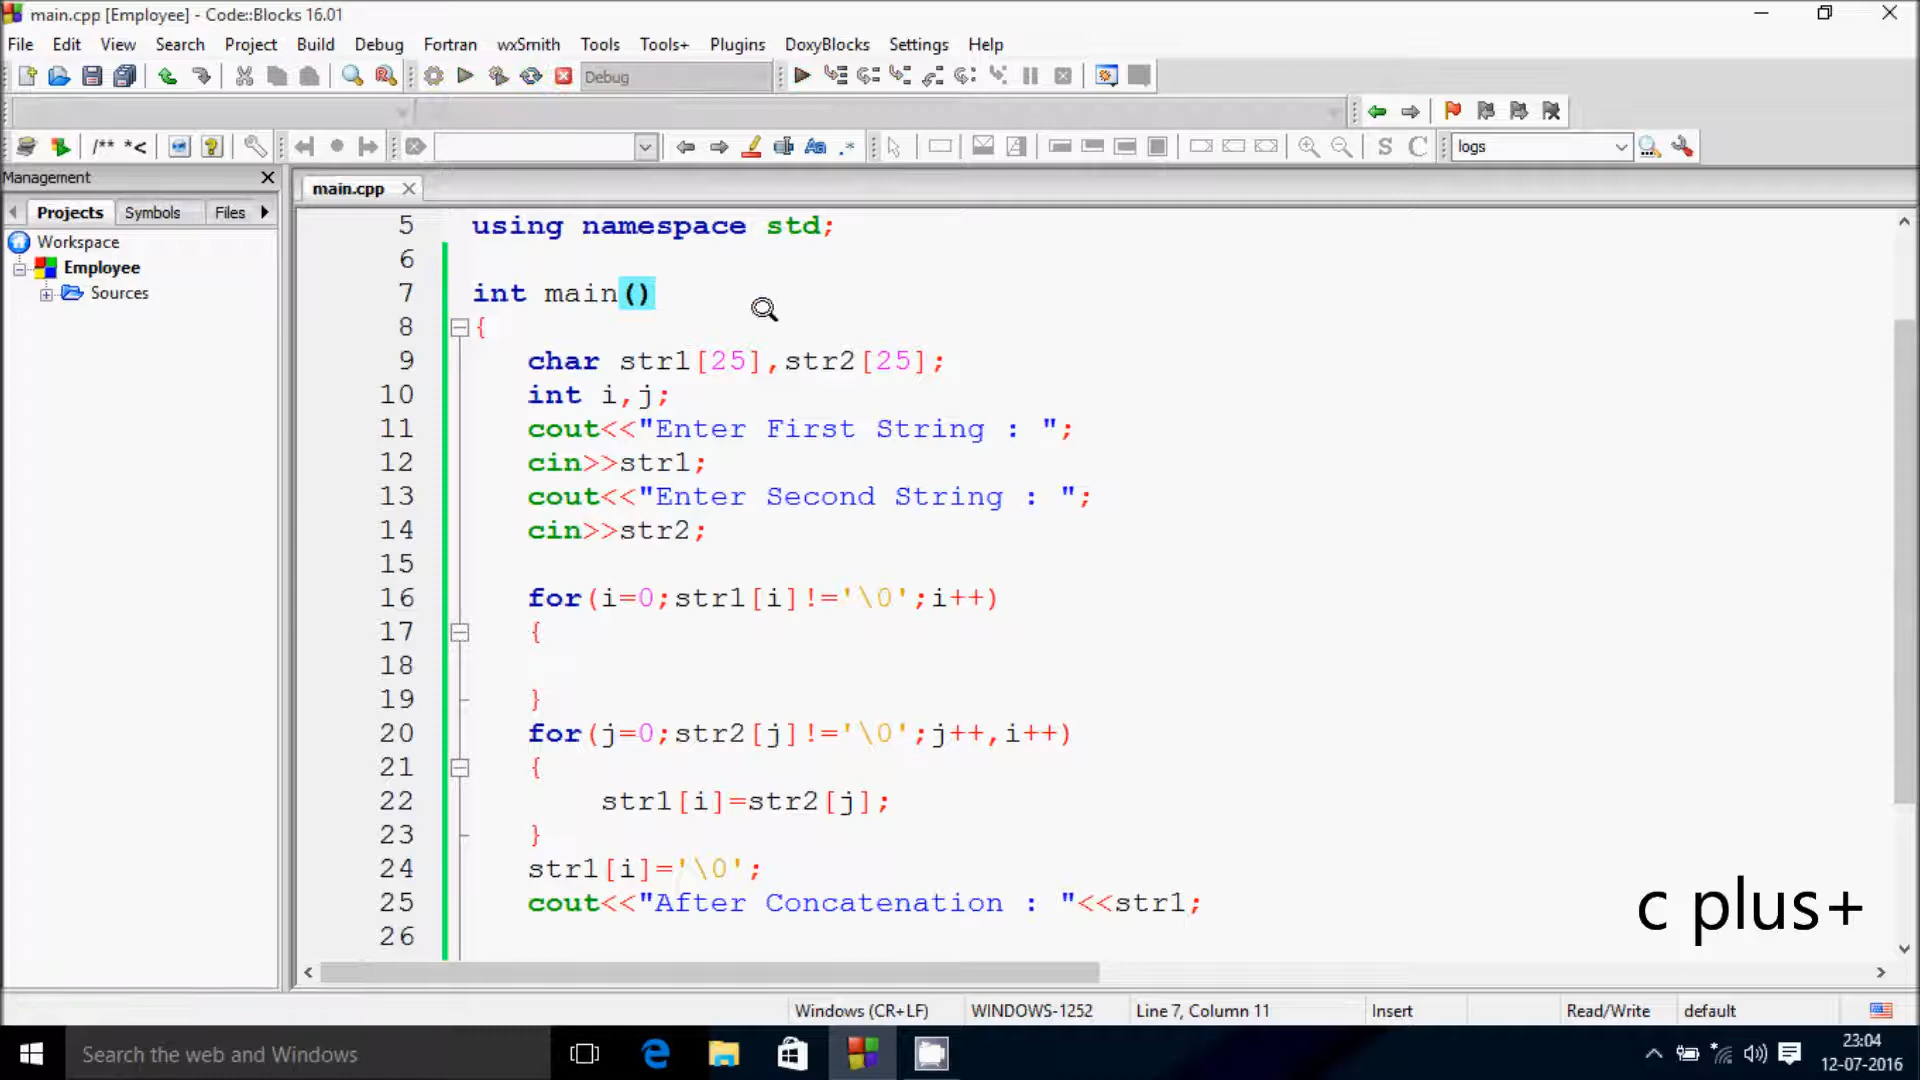 main.cpp [Employee] - Code::Blocks 16.01
File Edit View Search Project Build Debug Fortran wxSmith Tools Tools+ Plugins DoxyBlocks Settings Help
Debug
/** *< logs
Management
main.cpp
Projects Symbols Files
Workspace
Employee
Sources
5 using namespace std;
6
7 int main()
8 {
9 char str1[25],str2[25];
10 int i,j;
11 cout<<"Enter First String : ";
12 cin>>str1;
13 cout<<"Enter Second String : ";
14 cin>>str2;
15
16 for(i=0;str1[i]!='\0';i++)
17 {
18
19 }
20 for(j=0;str2[j]!='\0';j++,i++)
21 {
22 str1[i]=str2[j];
23 }
24 str1[i]='\0';
25 cout<<"After Concatenation : "<<str1;
26
c plus+
Windows (CR+LF) WINDOWS-1252 Line 7, Column 11 Insert Read/Write default
Search the web and Windows
23:04
12-07-2016